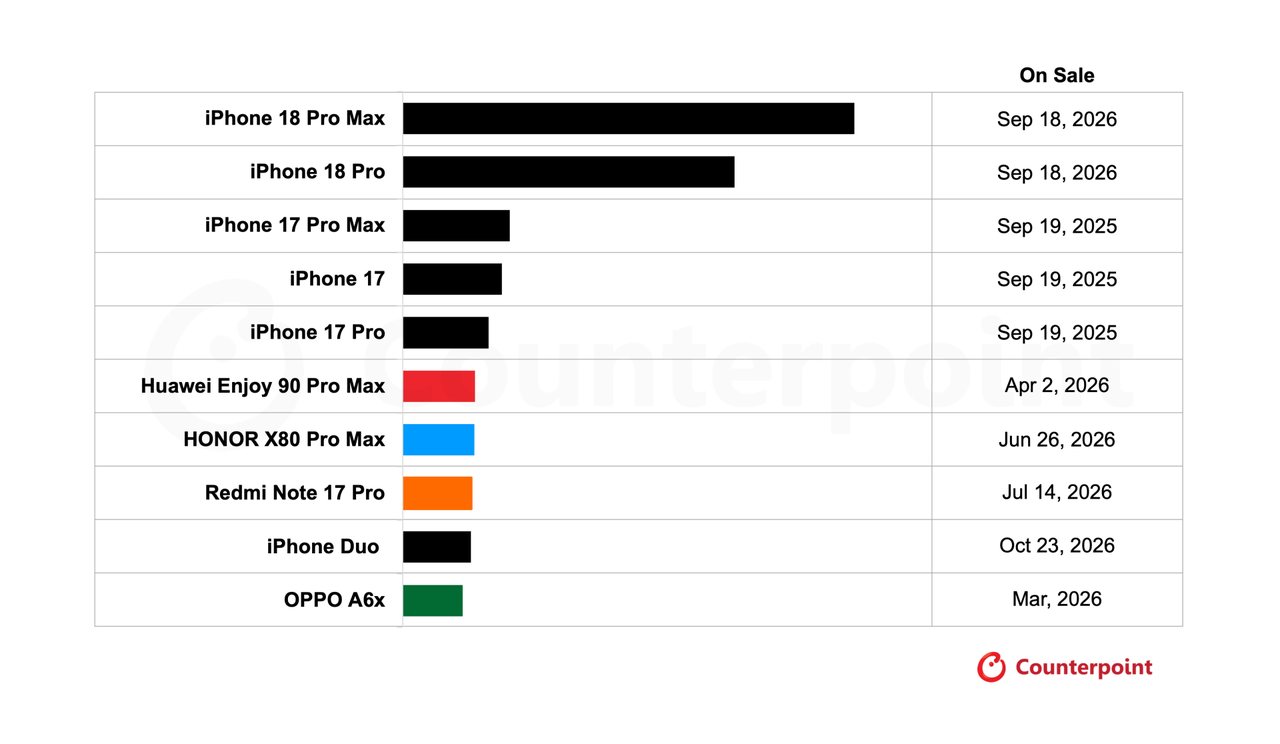 On Sale
iPhone 18 Pro Max Sep 18, 2026
iPhone 18 Pro Sep 18, 2026
iPhone 17 Pro Max Sep 19, 2025
iPhone 17 Sep 19, 2025
iPhone 17 Pro Sep 19, 2025
Huawei Enjoy 90 Pro Max Apr 2, 2026
HONOR X80 Pro Max Jun 26, 2026
Redmi Note 17 Pro Jul 14, 2026
iPhone Duo Oct 23, 2026
OPPO A6x Mar, 2026
Counterpoint
Counterpoint